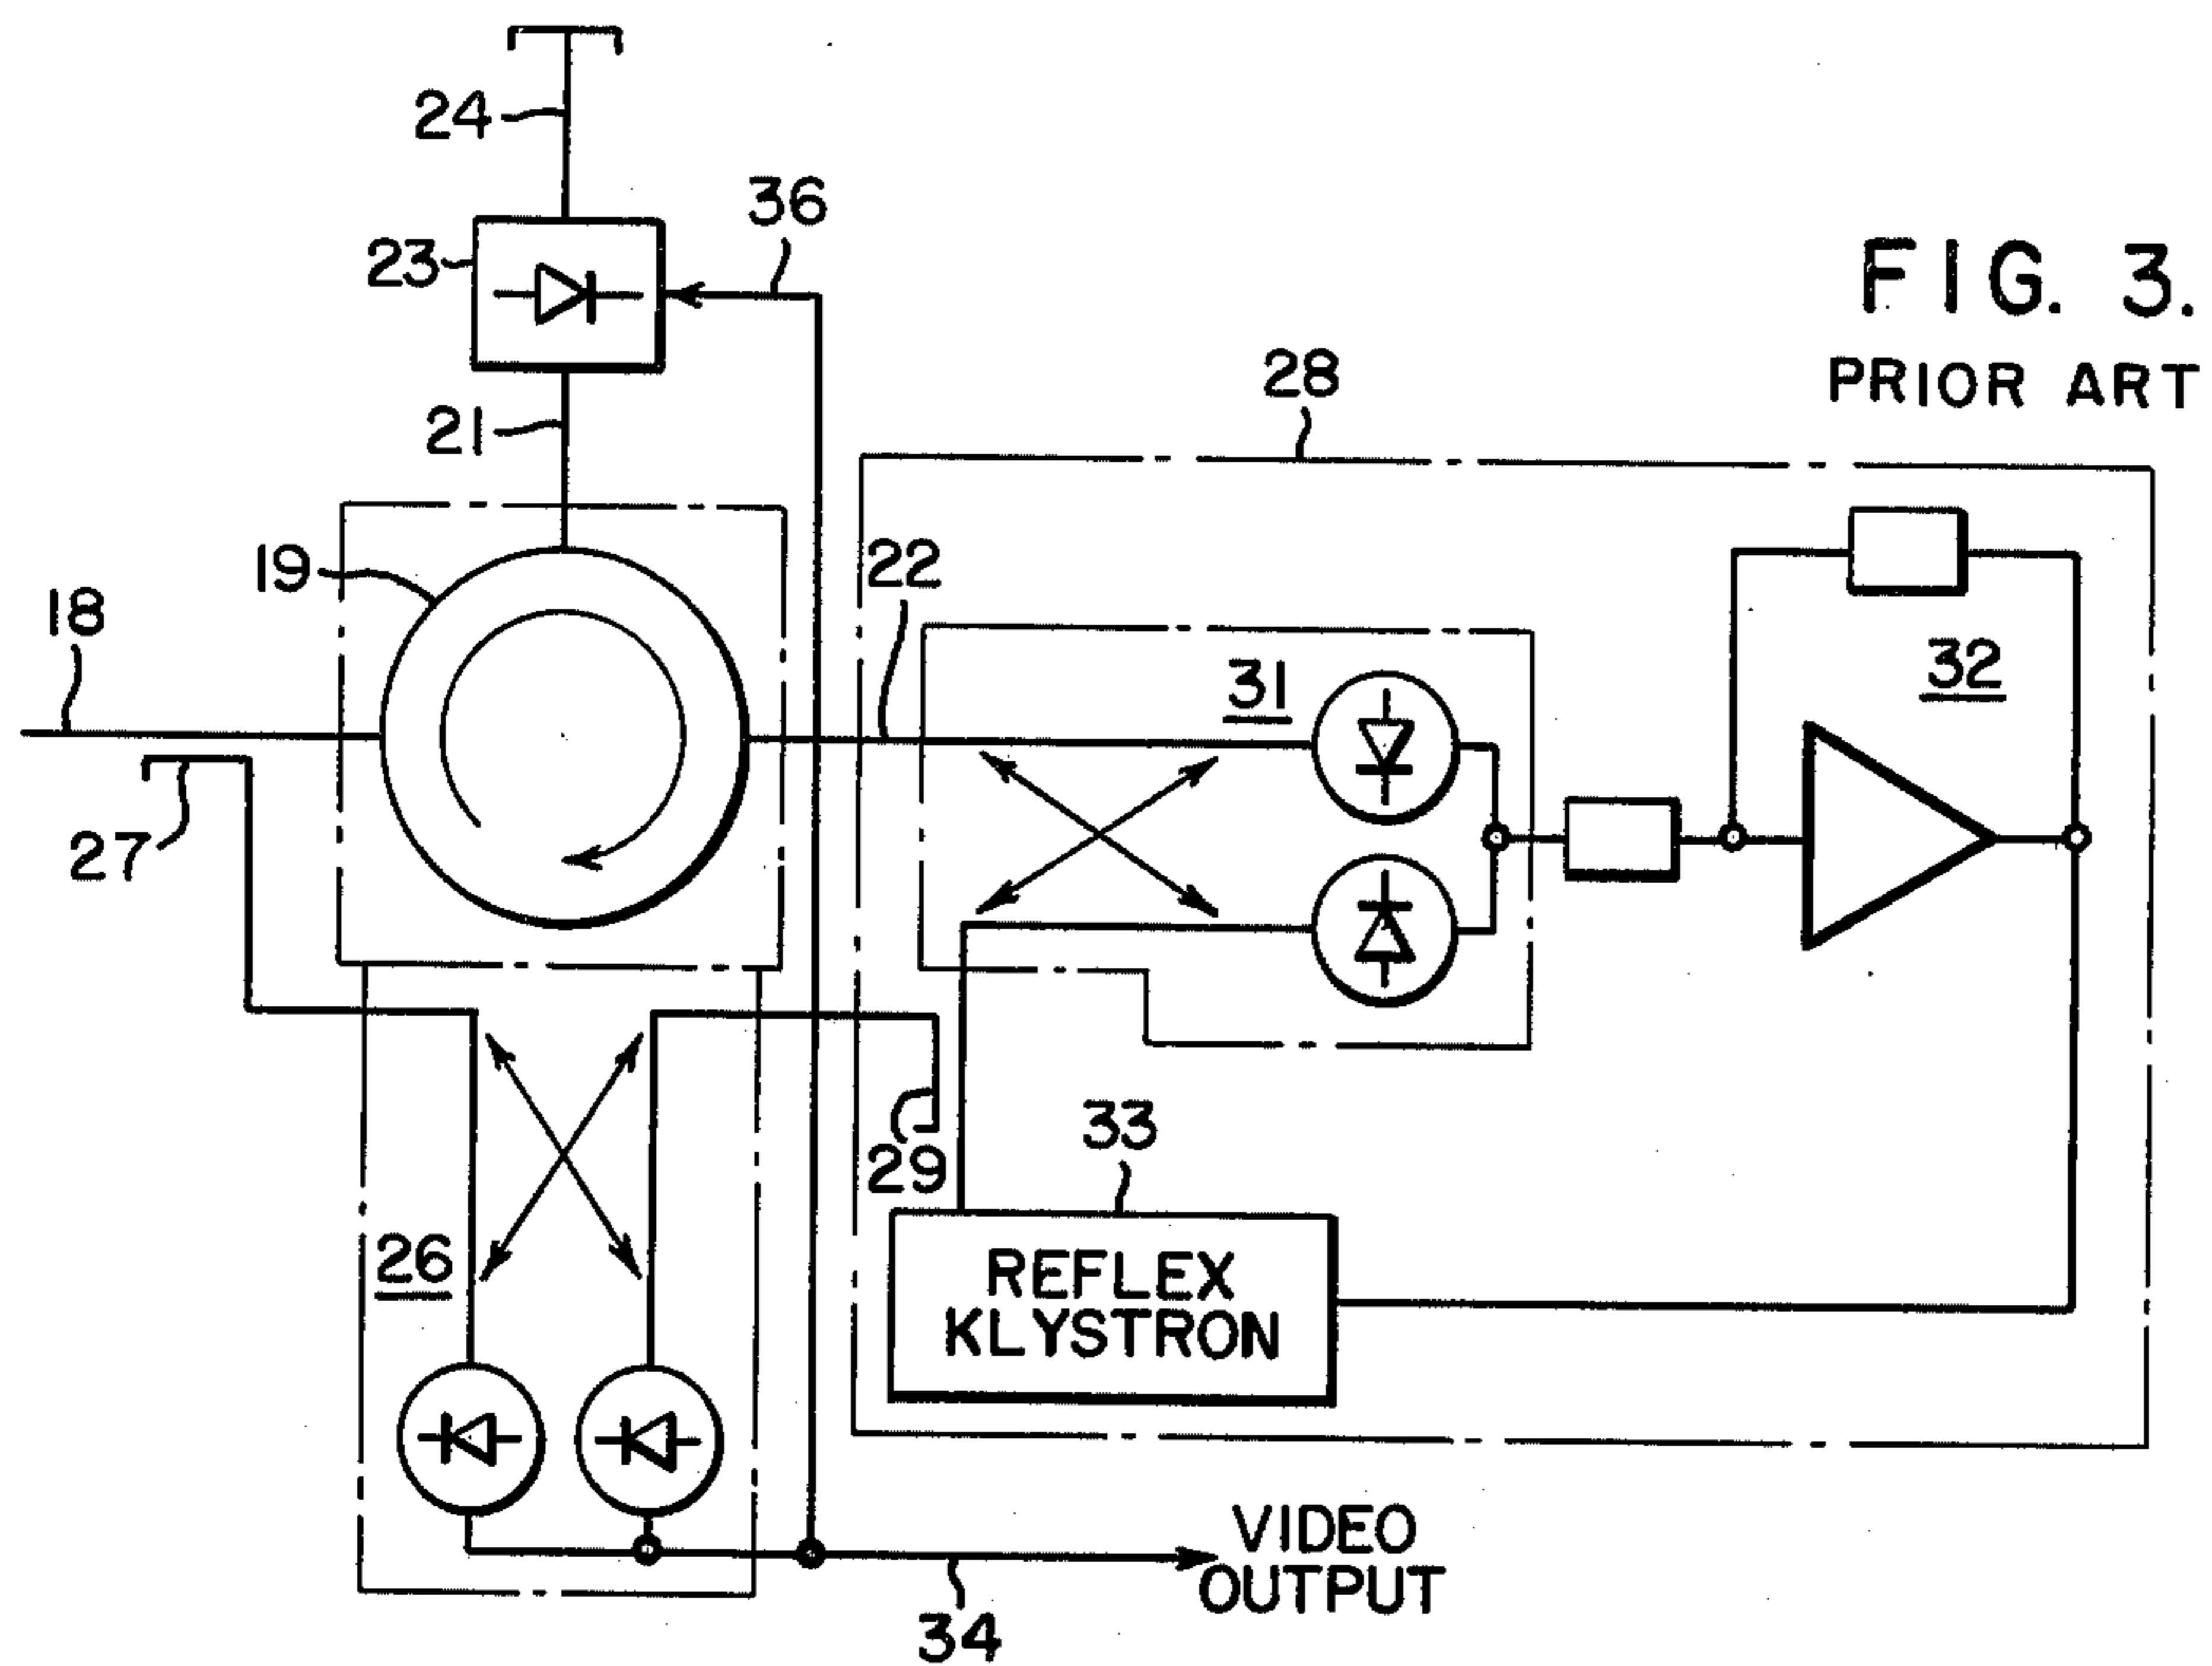 24
36
23
FIG. 3.
PRIOR ART
28
21
19
22
18
31
32
27
33
29
26
REFLEX
KLYSTRON
VIDEO
OUTPUT
34